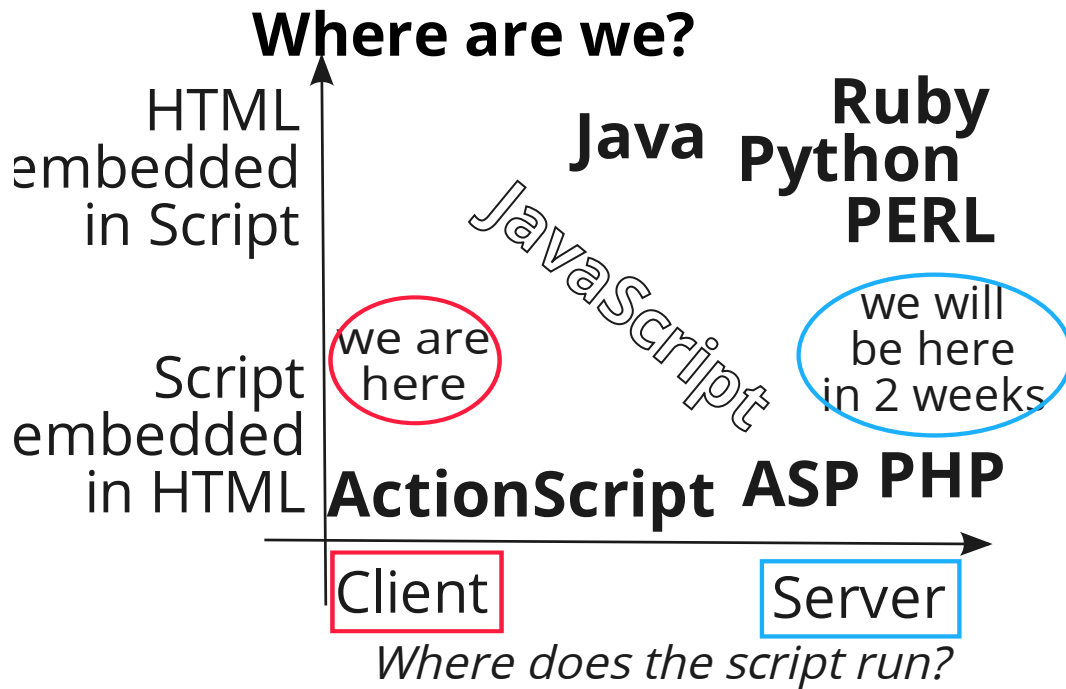 Where are we?
HTML
embedded
in Script
Java
Ruby
Python
PERL
JavaScript
we are
here
we will
be here
in 2 weeks
Script
embedded
in HTML
ActionScript
ASP
PHP
Client
Server
Where does the script run?